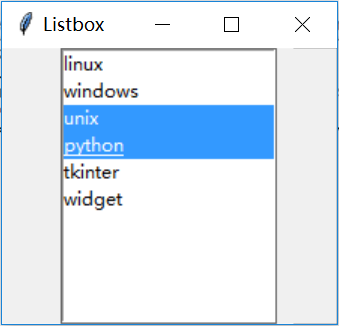 Listbox
linux
windows
unix
python
tkinter
widget